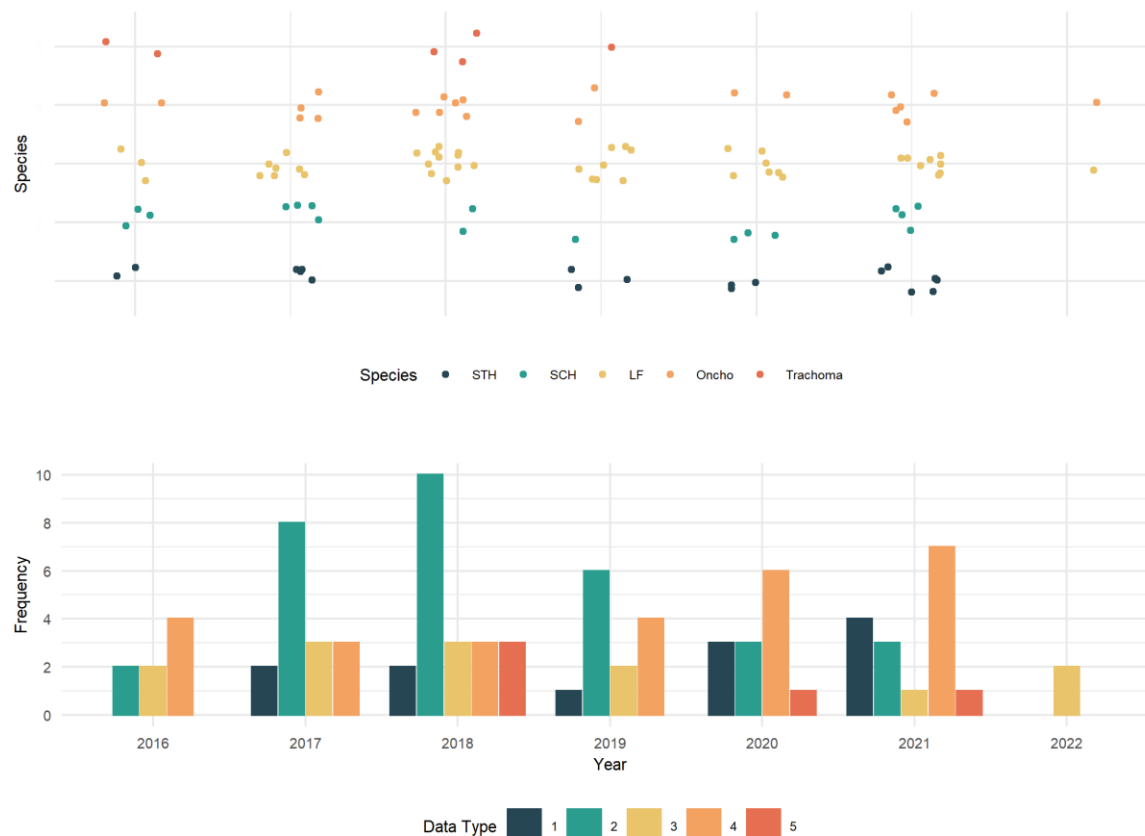 Species
Species STH SCH LF Oncho Trachoma
Frequency
10
8
6
4
2
0
2016 2017 2018 2019 2020 2021 2022
Year
Data Type 1 2 3 4 5